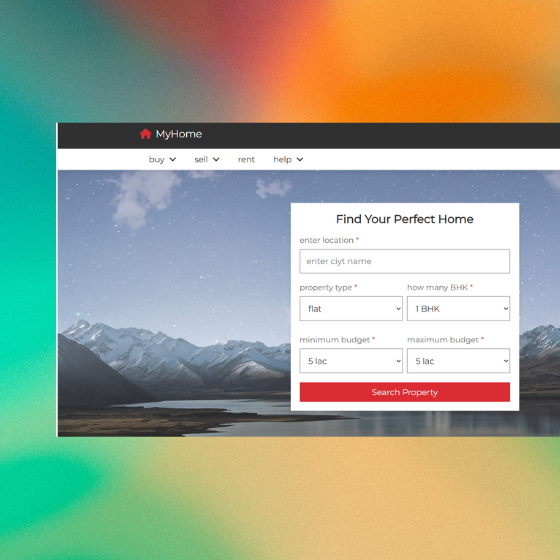 MyHome
buy sell rent help
Find Your Perfect Home
enter location *
enter ciyt name
property type * how many BHK *
flat 1 BHK
minimum budget * maximum budget *
5 lac 5 lac
Search Property